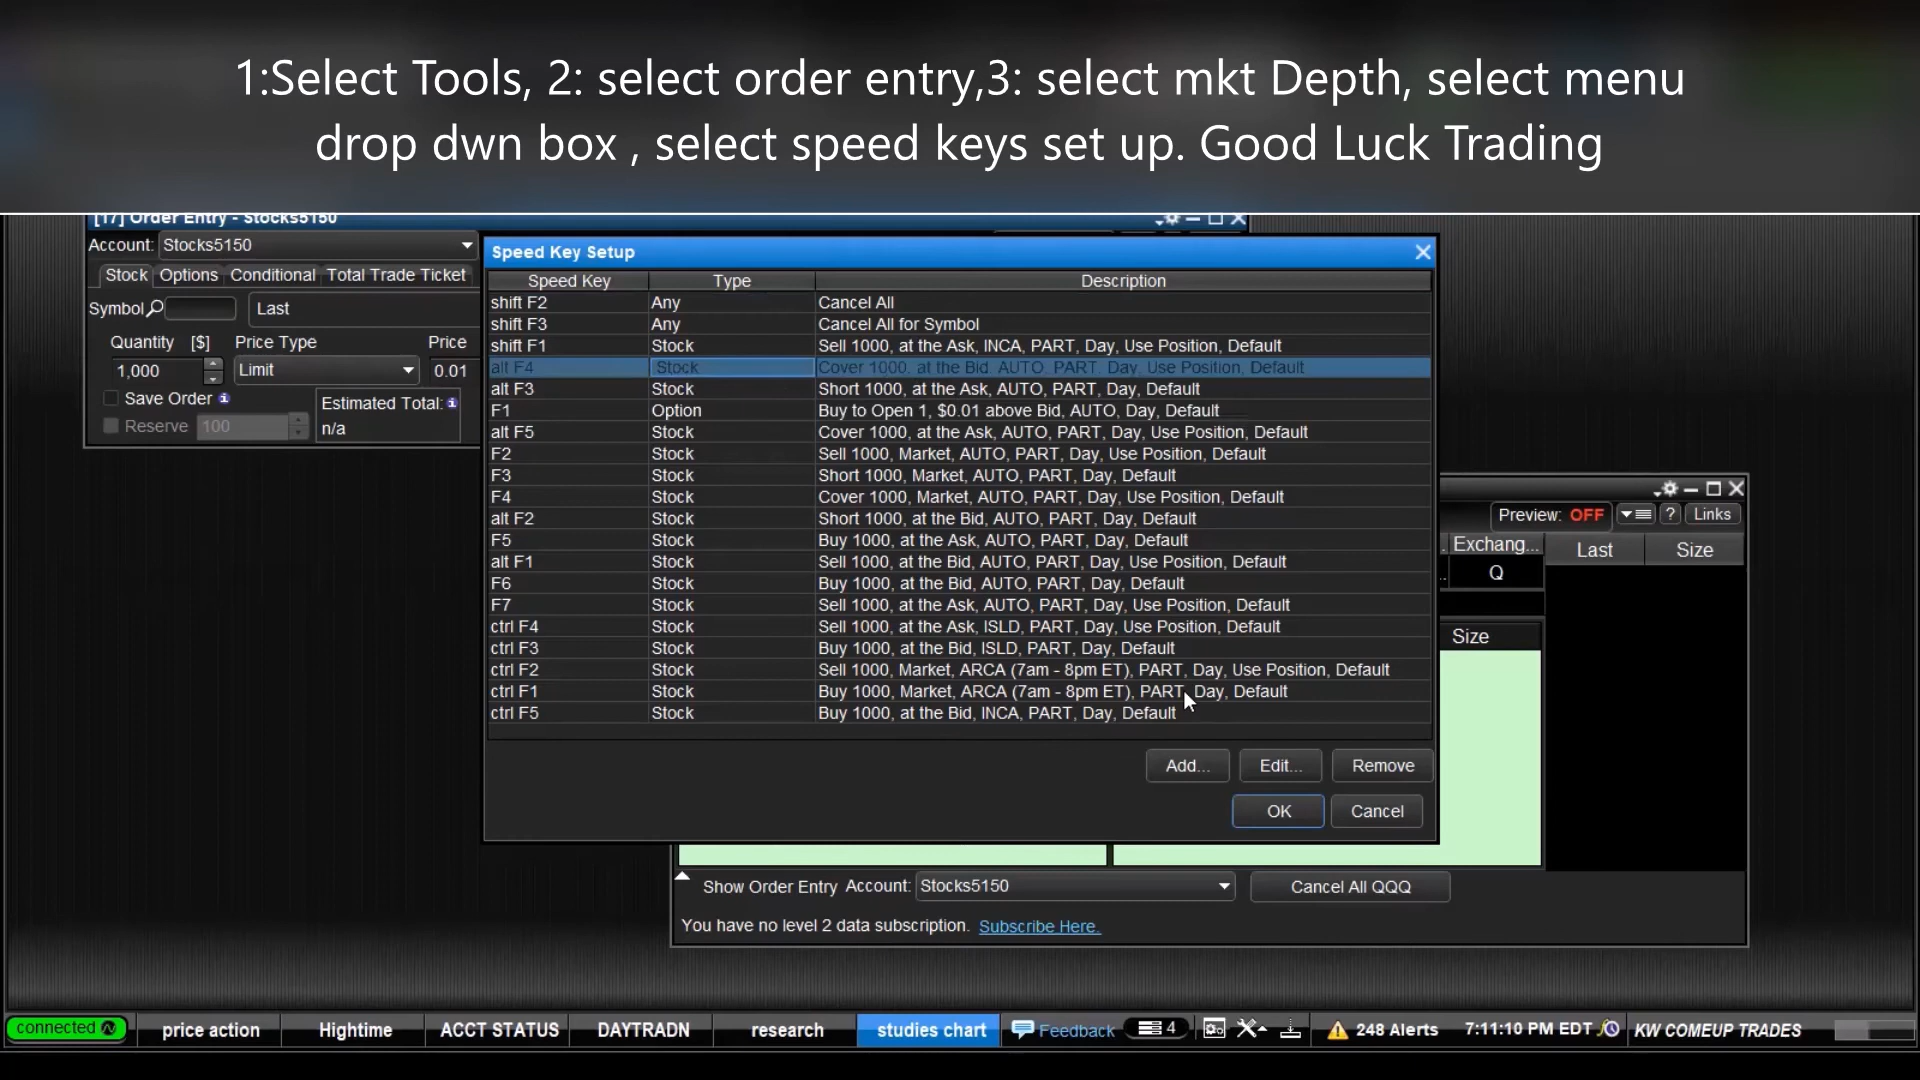 1:Select Tools, 2: select order entry,3: select mkt Depth, select menu
drop dwn box , select speed keys set up. Good Luck Trading
[17] Order Entry - Stocks5150
Account: Stocks5150
Stock Options Conditional Total Trade Ticket
Symbol Last
Quantity [$] Price Type Price
1,000 Limit 0.01
Save Order Estimated Total:
Reserve 100 n/a
Speed Key Setup
Speed Key Type Description
shift F2 Any Cancel All
shift F3 Any Cancel All for Symbol
shift F1 Stock Sell 1000, at the Ask, INCA, PART, Day, Use Position, Default
alt F4 Stock Cover 1000, at the Bid, AUTO, PART, Day, Use Position, Default
alt F3 Stock Short 1000, at the Ask, AUTO, PART, Day, Default
F1 Option Buy to Open 1, $0.01 above Bid, AUTO, Day, Default
alt F5 Stock Cover 1000, at the Ask, AUTO, PART, Day, Use Position, Default
F2 Stock Sell 1000, Market, AUTO, PART, Day, Use Position, Default
F3 Stock Short 1000, Market, AUTO, PART, Day, Default
F4 Stock Cover 1000, Market, AUTO, PART, Day, Use Position, Default
alt F2 Stock Short 1000, at the Bid, AUTO, PART, Day, Default
F5 Stock Buy 1000, at the Ask, AUTO, PART, Day, Default
alt F1 Stock Sell 1000, at the Bid, AUTO, PART, Day, Use Position, Default
F6 Stock Buy 1000, at the Bid, AUTO, PART, Day, Default
F7 Stock Sell 1000, at the Ask, AUTO, PART, Day, Use Position, Default
ctrl F4 Stock Sell 1000, at the Ask, ISLD, PART, Day, Use Position, Default
ctrl F3 Stock Buy 1000, at the Bid, ISLD, PART, Day, Default
ctrl F2 Stock Sell 1000, Market, ARCA (7am - 8pm ET), PART, Day, Use Position, Default
ctrl F1 Stock Buy 1000, Market, ARCA (7am - 8pm ET), PART, Day, Default
ctrl F5 Stock Buy 1000, at the Bid, INCA, PART, Day, Default
Add... Edit... Remove
OK Cancel
Preview: OFF ? Links
Exchang... Last Size
Q
Size
Show Order Entry Account: Stocks5150 Cancel All QQQ
You have no level 2 data subscription. Subscribe Here.
connected price action Hightime ACCT STATUS DAYTRADN research studies chart Feedback 4 248 Alerts 7:11:10 PM EDT KW COMEUP TRADES